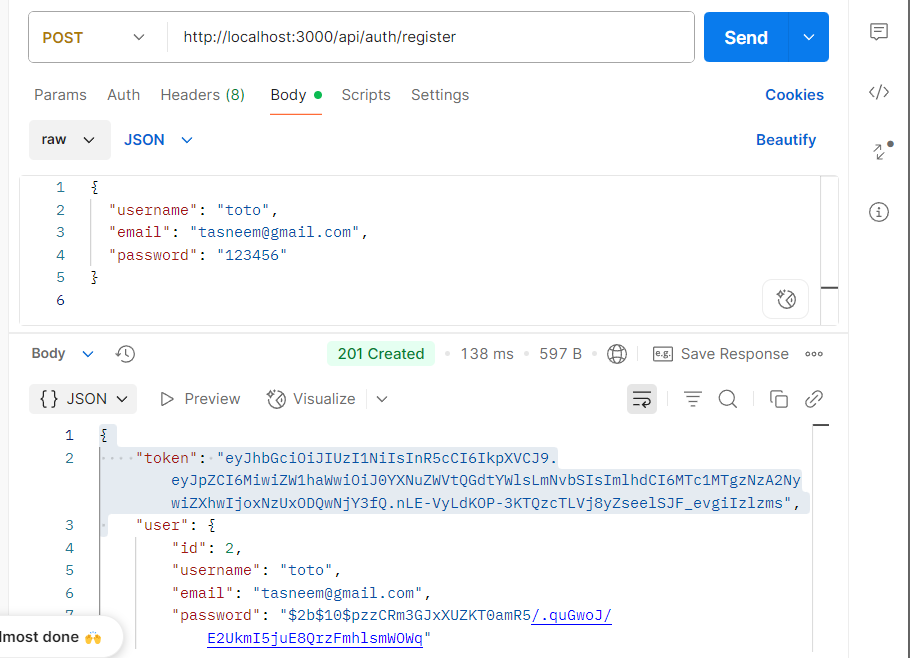 POST http://localhost:3000/api/auth/register Send
Params Auth Headers (8) Body Scripts Settings Cookies
raw JSON Beautify
1 {
2 "username": "toto",
3 "email": "tasneem@gmail.com",
4 "password": "123456"
5 }
6
Body 201 Created 138 ms 597 B e.g. Save Response
{} JSON Preview Visualize
1 {
2 "token": "eyJhbGciOiJIUzI1NiIsInR5cCI6IkpXVCJ9.
eyJpZCI6MiwiZW1haWwiOiJ0YXNuZWVtQGdtYWlsLmNvbSIsImlhdCI6MTc1MTgzNzA2Ny
wiZXhwIjoxNzUxODQwNjY3fQ.nLE-VyLdKOP-3KTQzcTLVj8yZseelSJF_evgiIzlzms",
3 "user": {
4 "id": 2,
5 "username": "toto",
6 "email": "tasneem@gmail.com",
7 "password": "$2b$10$pzzCRm3GJxXUZKT0amR5/.quGwoJ/
E2UkmI5juE8QrzFmhlsmWOWq"
lmost done 🙌